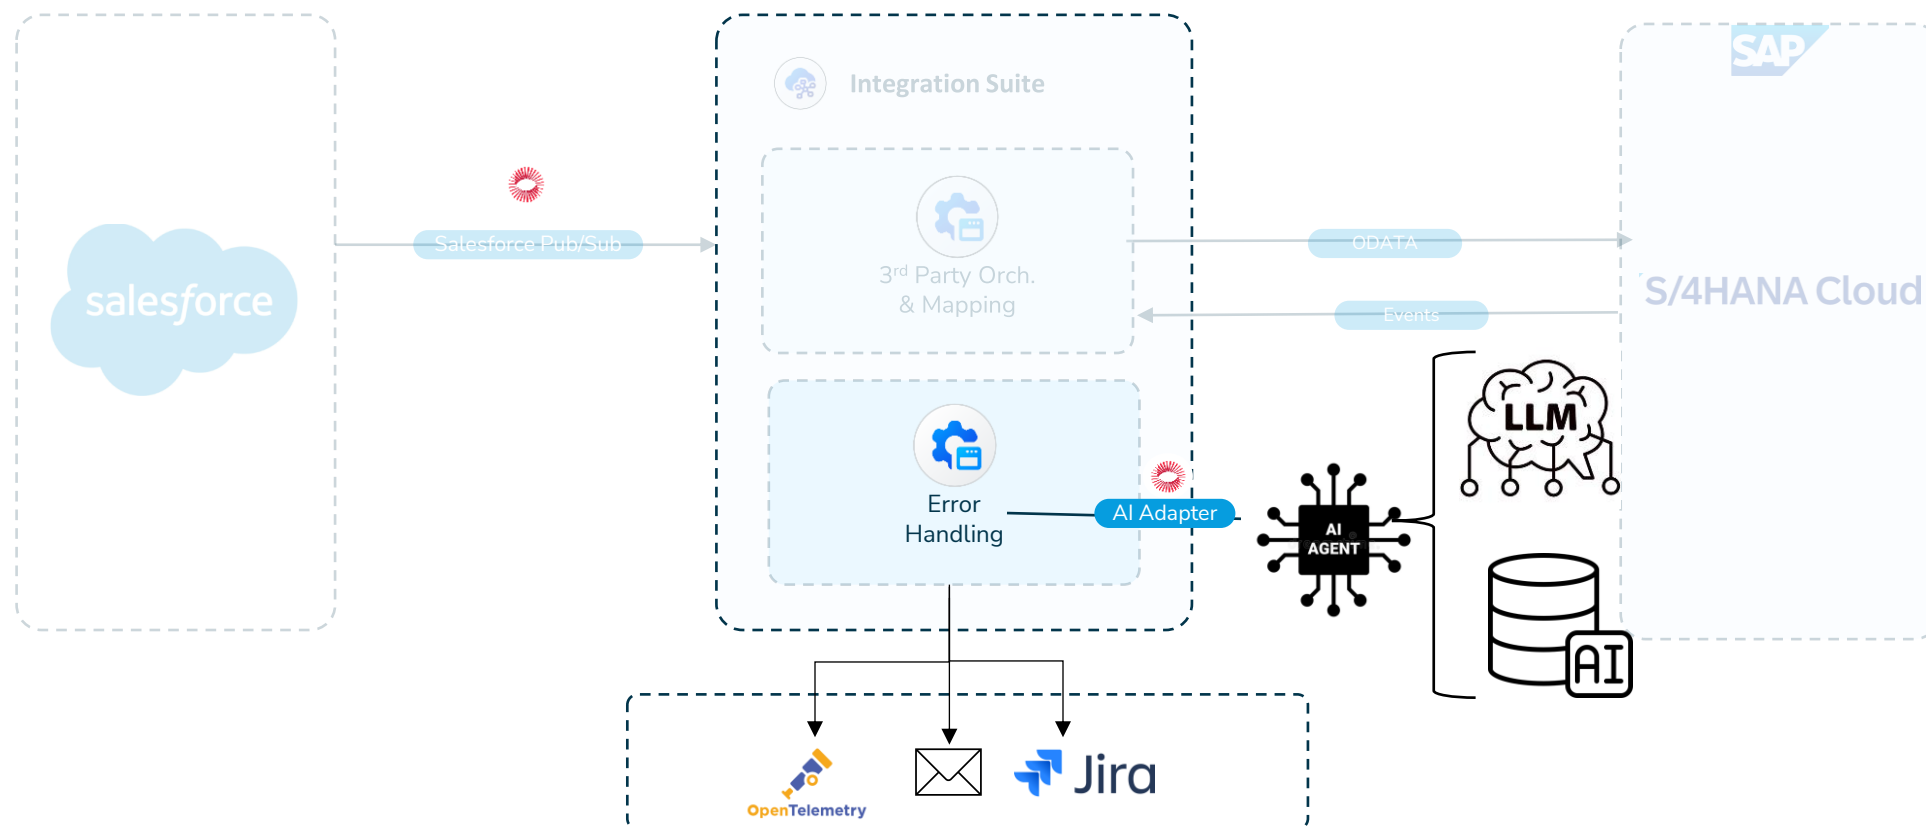 SAP
Integration Suite
Salesforce Pub/Sub
ODATA
3rd Party Orch.
& Mapping
salesforce
S/4HANA Cloud
Events
LLM
Error
Handling
AI Adapter
AI
AGENT
AI
Jira
OpenTelemetry